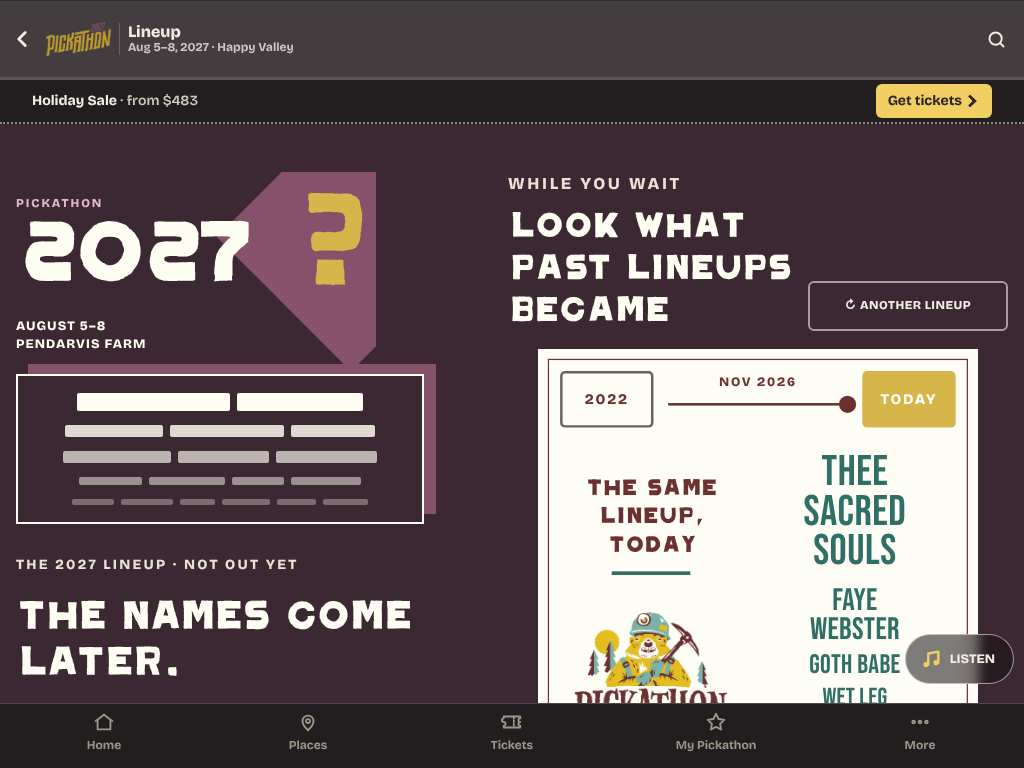 PICKATHON
Lineup
Aug 5–8, 2027 · Happy Valley
Holiday Sale · from $483
Get tickets
PICKATHON
2027
?
AUGUST 5–8
PENDARVIS FARM
THE 2027 LINEUP · NOT OUT YET
THE NAMES COME
LATER.
WHILE YOU WAIT
LOOK WHAT
PAST LINEUPS
BECAME
ANOTHER LINEUP
2022
NOV 2026
TODAY
THE SAME
LINEUP,
TODAY
PICKATHON
THEE
SACRED
SOULS
FAYE
WEBSTER
GOTH BABE
WET LEG
LISTEN
Home
Places
Tickets
My Pickathon
More